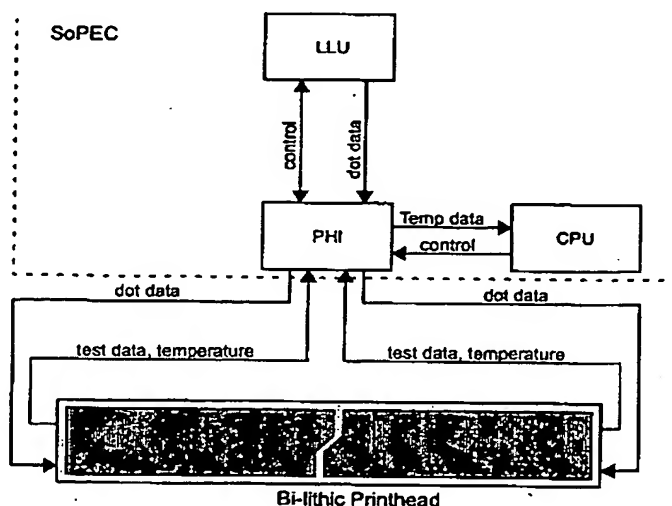 SoPEC
LLU
control
dot data
PHI
Temp data
control
CPU
dot data
dot data
test data, temperature
test data, temperature
Bi-lithic Printhead